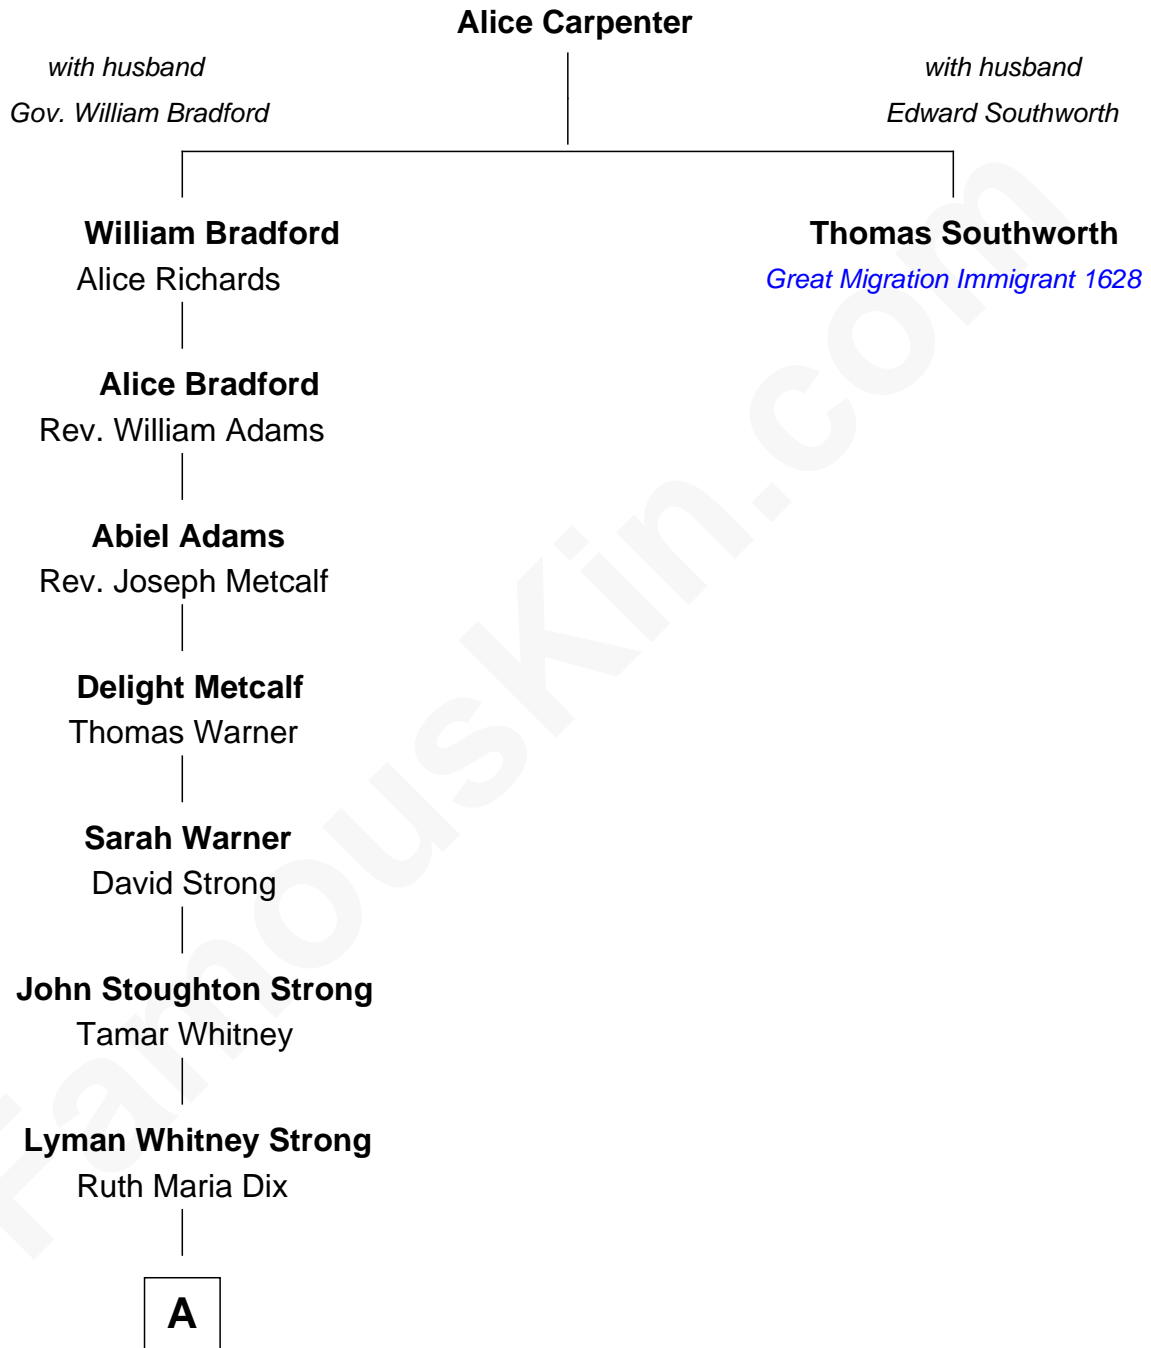 Alice Carpenter
with husband
Gov. William Bradford
with husband
Edward Southworth
William Bradford
Alice Richards
Thomas Southworth
Great Migration Immigrant 1628
Alice Bradford
Rev. William Adams
Abiel Adams
Rev. Joseph Metcalf
Delight Metcalf
Thomas Warner
Sarah Warner
David Strong
John Stoughton Strong
Tamar Whitney
Lyman Whitney Strong
Ruth Maria Dix
A
FamousKin.com